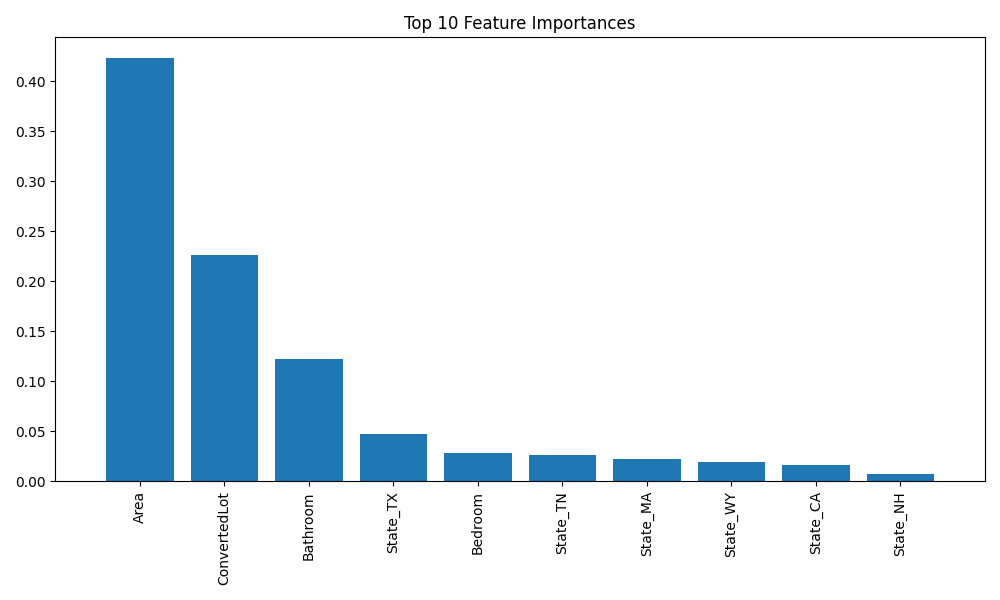 Top 10 Feature Importances
0.40
0.35
0.30
0.25
0.20
0.15
0.10
0.05
0.00
Area
ConvertedLot
Bathroom
State_TX
Bedroom
State_TN
State_MA
State_WY
State_CA
State_NH